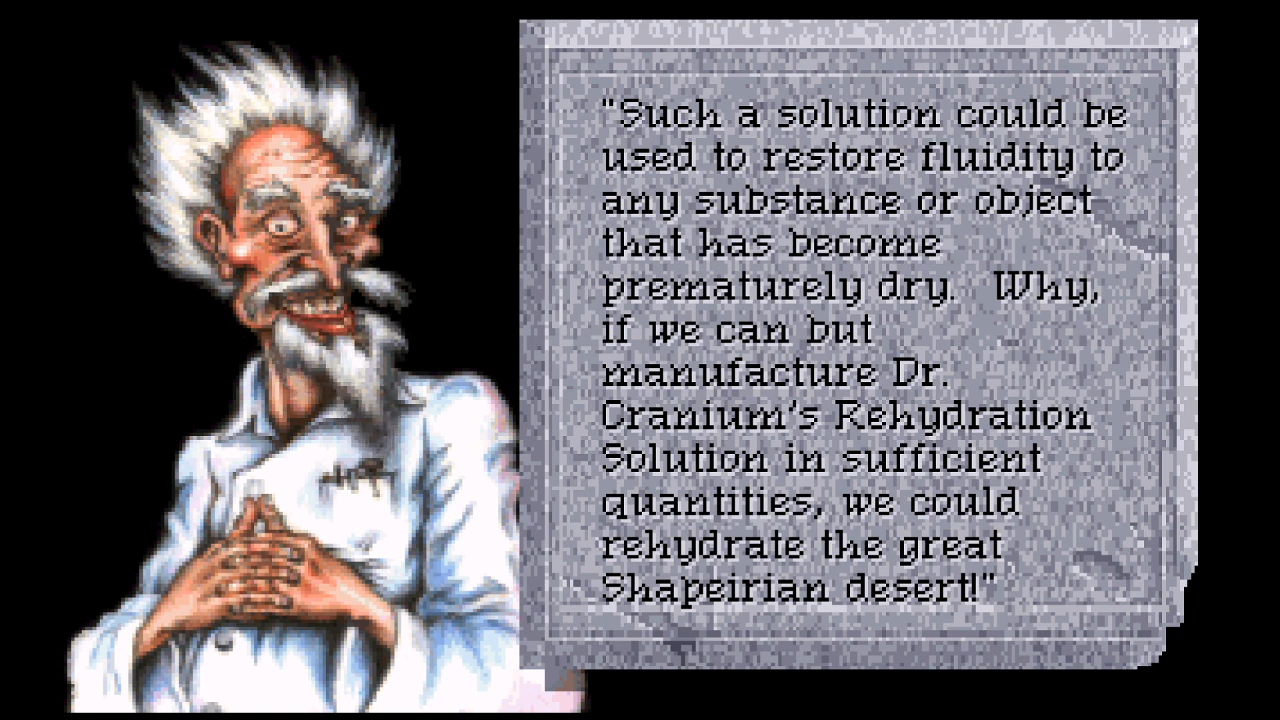 "Such a solution could be
used to restore fluidity to
any substance or object
that has become
prematurely dry.  Why,
if we can but
manufacture Dr.
Cranium's Rehydration
Solution in sufficient
quantities, we could
rehydrate the great
Shapeirian desert!"